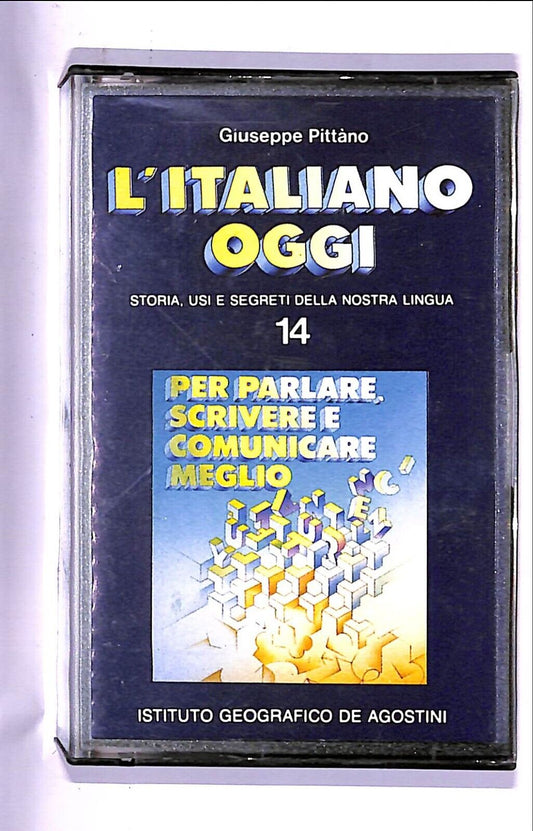 Giuseppe Pittàno
L'ITALIANO
OGGI
STORIA, USI E SEGRETI DELLA NOSTRA LINGUA
14
PER PARLARE,
SCRIVERE E
COMUNICARE
MEGLIO
ISTITUTO GEOGRAFICO DE AGOSTINI